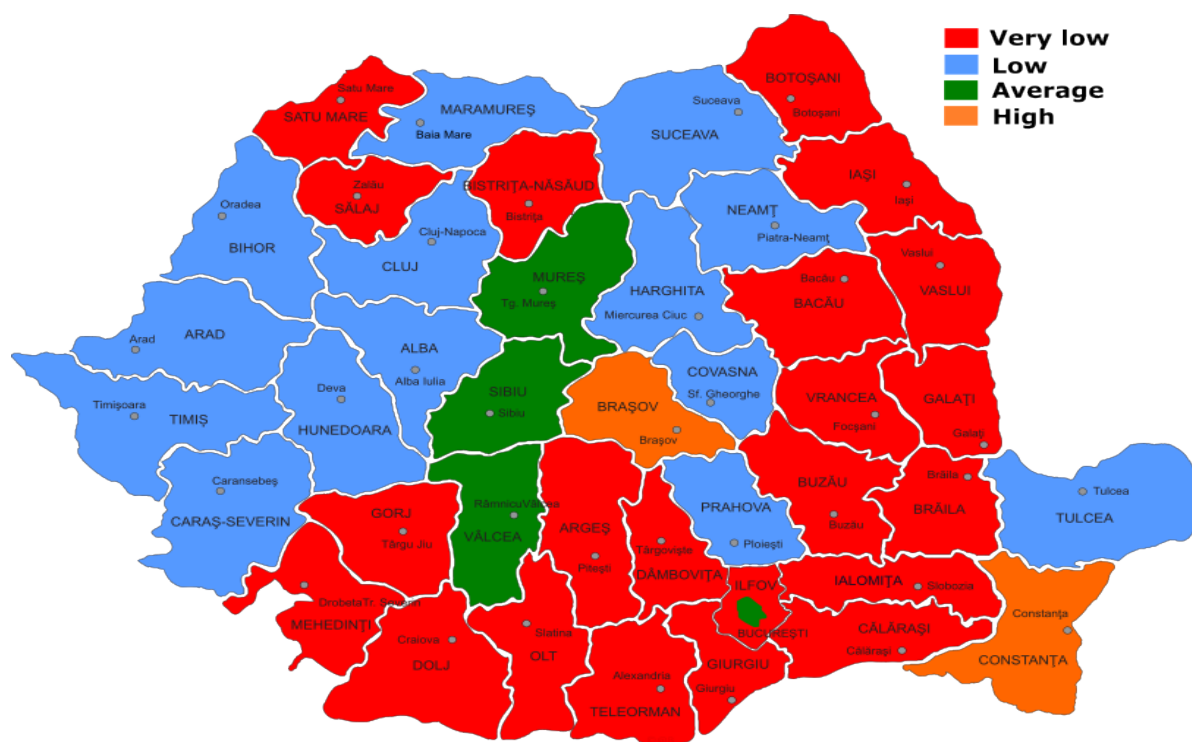 Very low
Low
Average
High
BOTOŞANI
Botoşani
Satu Mare
SATU MARE
MARAMUREŞ
Baia Mare
Suceava
SUCEAVA
IAŞI
Iaşi
Zalău
SĂLAJ
BISTRIŢA-NĂSĂUD
Bistriţa
NEAMŢ
Piatra-Neamţ
Oradea
BIHOR
Cluj-Napoca
CLUJ
MUREŞ
Tg. Mureş
HARGHITA
Miercurea Ciuc
Bacău
BACĂU
Vaslui
VASLUI
Arad
ARAD
ALBA
Alba Iulia
SIBIU
Sibiu
BRAŞOV
Braşov
COVASNA
Sf. Gheorghe
VRANCEA
Focşani
GALAŢI
Galaţi
Timişoara
TIMIŞ
Deva
HUNEDOARA
Caransebeş
CARAŞ-SEVERIN
GORJ
Târgu Jiu
RâmnicuVâlcea
VÂLCEA
ARGEŞ
Piteşti
Târgovişte
DÂMBOVIŢA
PRAHOVA
Ploieşti
BUZĂU
Buzău
Brăila
BRĂILA
Tulcea
TULCEA
DrobetaTr. Severin
MEHEDINŢI
Craiova
DOLJ
Slatina
OLT
Alexandria
TELEORMAN
ILFOV
BUCUREŞTI
GIURGIU
Giurgiu
IALOMIŢA
Slobozia
CĂLĂRAŞI
Călăraşi
Constanţa
CONSTANŢA